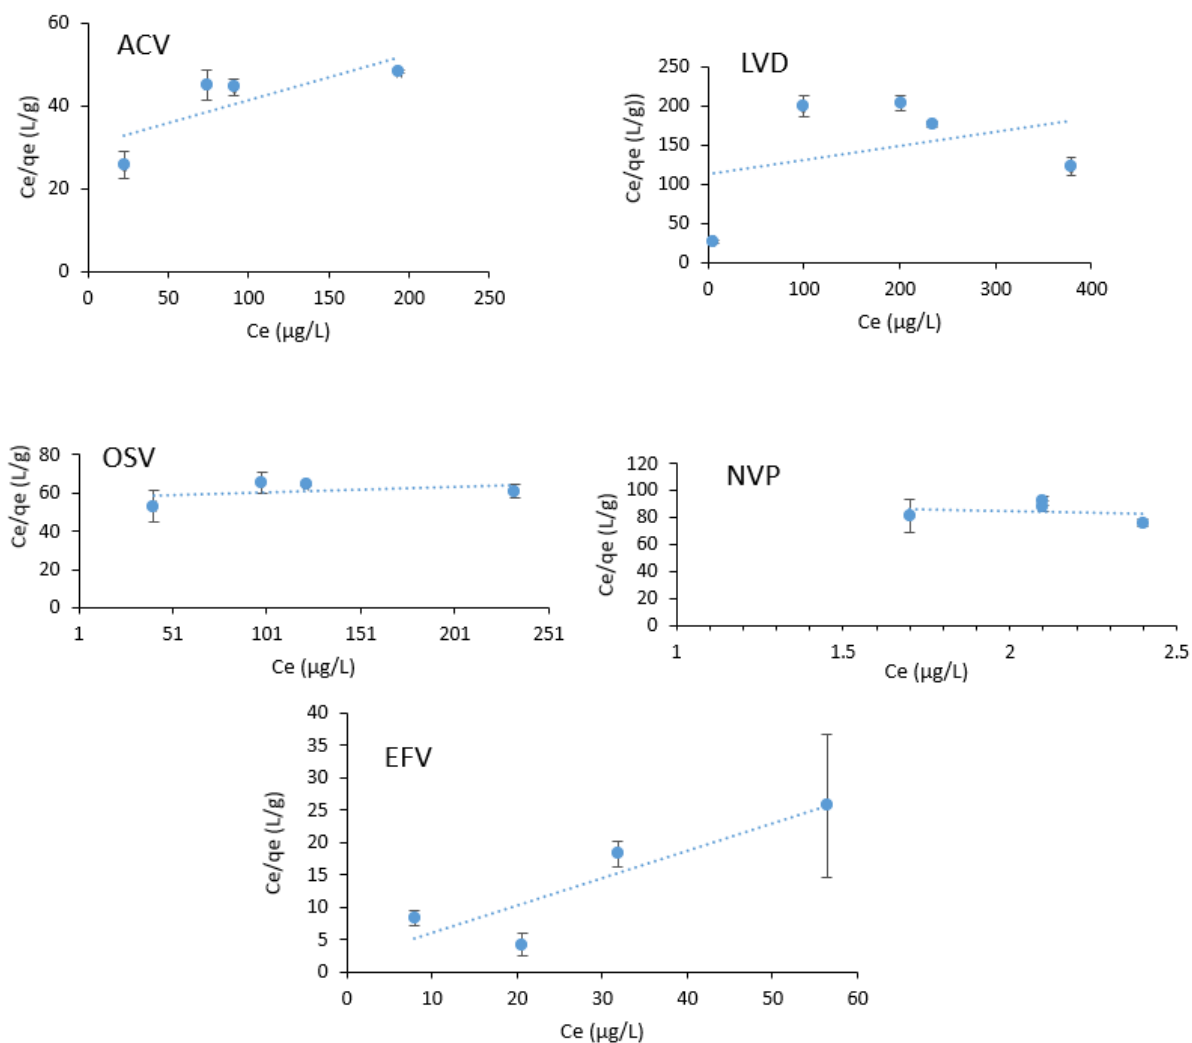 ACV
Ce/qe (L/g)
60
40
20
0
0 50 100 150 200 250
Ce (µg/L)
LVD
Ce/qe (L/g))
250
200
150
100
50
0
0 100 200 300 400
Ce (µg/L)
OSV
Ce/qe (L/g)
80
60
40
20
0
1 51 101 151 201 251
Ce (µg/L)
NVP
Ce/qe (L/g)
120
100
80
60
40
20
0
1 1.5 2 2.5
Ce (µg/L)
EFV
Ce/qe (L/g)
40
35
30
25
20
15
10
5
0
0 10 20 30 40 50 60
Ce (µg/L)